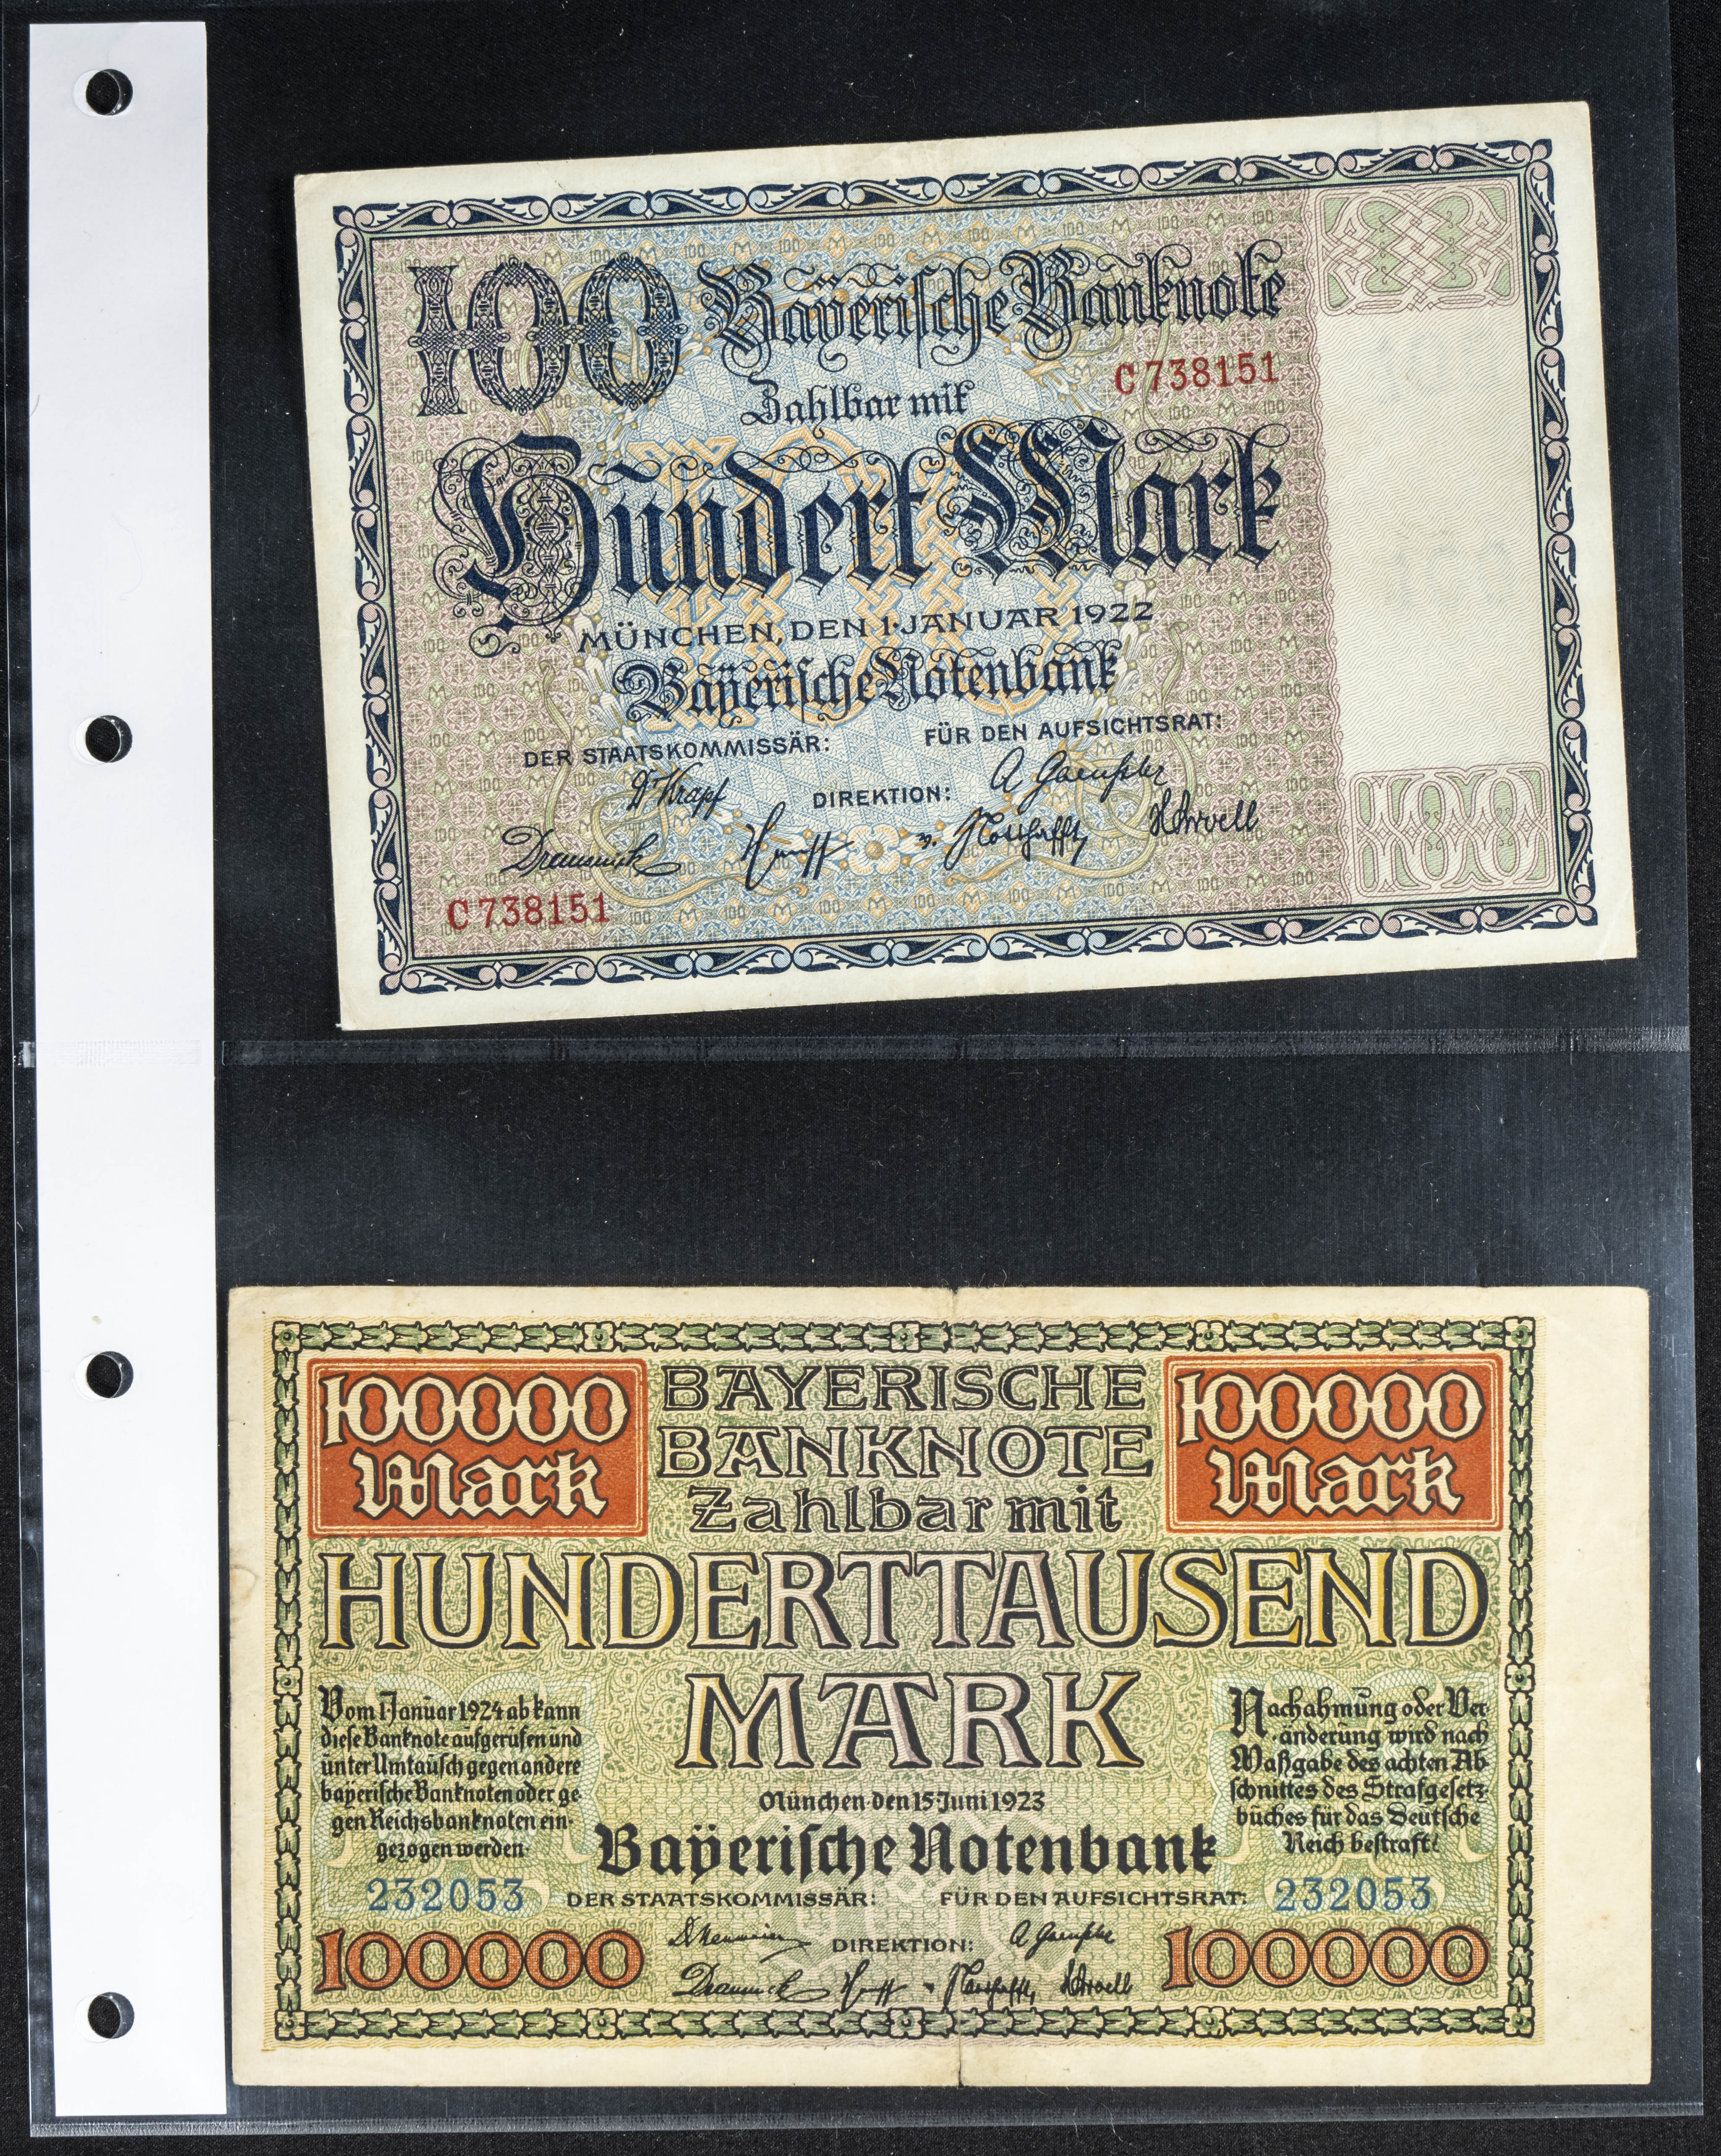 100 Bayerische Banknote
C 738151
Zahlbar mit
Hundert Mark
MÜNCHEN, DEN 1. JANUAR 1922
Bayerische Notenbank
DER STAATSKOMMISSÄR: FÜR DEN AUFSICHTSRAT:
Dr Krapf
DIREKTION:
C 738151
100
100000 Mark
BAYERISCHE
BANKNOTE
Zahlbar mit
100000 Mark
HUNDERTTAUSEND
MARK
Vom 1. Januar 1924 ab kann
diese Banknote aufgerufen und
unter Umtausch gegen andere
bayerische Banknoten oder ge-
gen Reichsbanknoten ein-
gezogen werden.
München·den 15·Juni 1923
Bayerische Notenbank
Nachahmung oder Ver-
änderung wird nach
Maßgabe des achten Ab-
schnittes des Strafgesetz-
buches für das Deutsche
Reich bestraft.
232053 DER STAATSKOMMISSÄR: FÜR DEN AUFSICHTSRAT: 232053
100000 DIREKTION: 100000